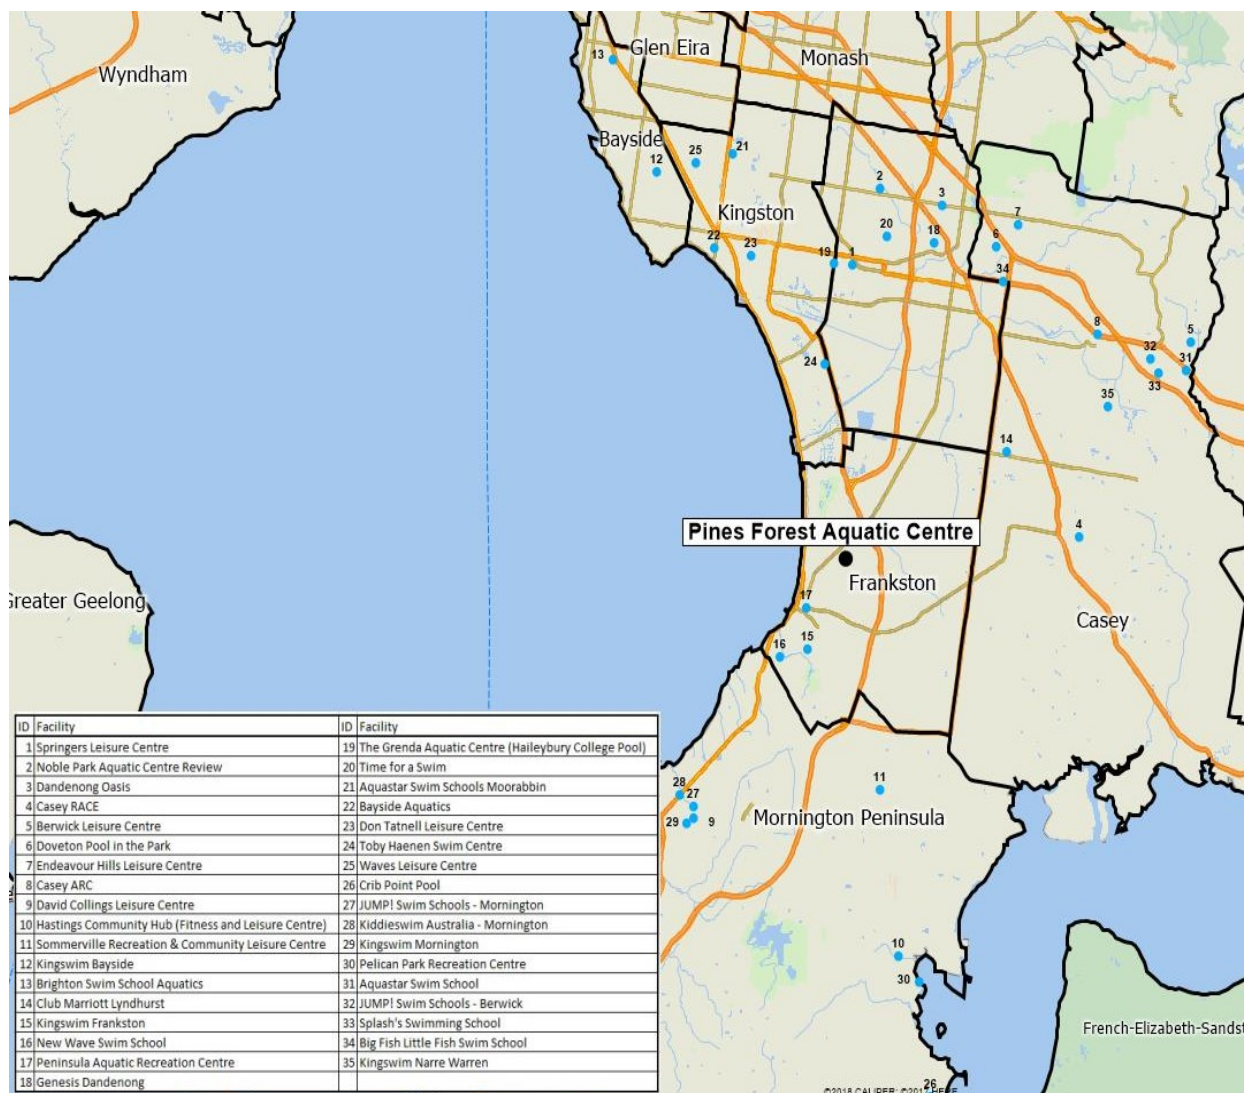 Glen Eira
Monash
Wyndham
13
Bayside
12
25
21
2
3
Kingston
7
20
18
6
22
23
19
1
34
8
5
32
31
24
33
35
14
Pines Forest Aquatic Centre
4
Frankston
Greater Geelong
17
Casey
15
16
ID Facility ID Facility
1 Springers Leisure Centre 19 The Grenda Aquatic Centre (Haileybury College Pool)
2 Noble Park Aquatic Centre Review 20 Time for a Swim
3 Dandenong Oasis 21 Aquastar Swim Schools Moorabbin
4 Casey RACE 22 Bayside Aquatics
5 Berwick Leisure Centre 23 Don Tatnell Leisure Centre
6 Doveton Pool in the Park 24 Toby Haenen Swim Centre
7 Endeavour Hills Leisure Centre 25 Waves Leisure Centre
8 Casey ARC 26 Crib Point Pool
9 David Collings Leisure Centre 27 JUMP! Swim Schools - Mornington
10 Hastings Community Hub (Fitness and Leisure Centre) 28 Kiddieswim Australia - Mornington
11 Sommerville Recreation & Community Leisure Centre 29 Kingswim Mornington
12 Kingswim Bayside 30 Pelican Park Recreation Centre
13 Brighton Swim School Aquatics 31 Aquastar Swim School
14 Club Marriott Lyndhurst 32 JUMP! Swim Schools - Berwick
15 Kingswim Frankston 33 Splash's Swimming School
16 New Wave Swim School 34 Big Fish Little Fish Swim School
17 Peninsula Aquatic Recreation Centre 35 Kingswim Narre Warren
18 Genesis Dandenong
28
27
11
29
9
Mornington Peninsula
10
30
French-Elizabeth-Sandst
26